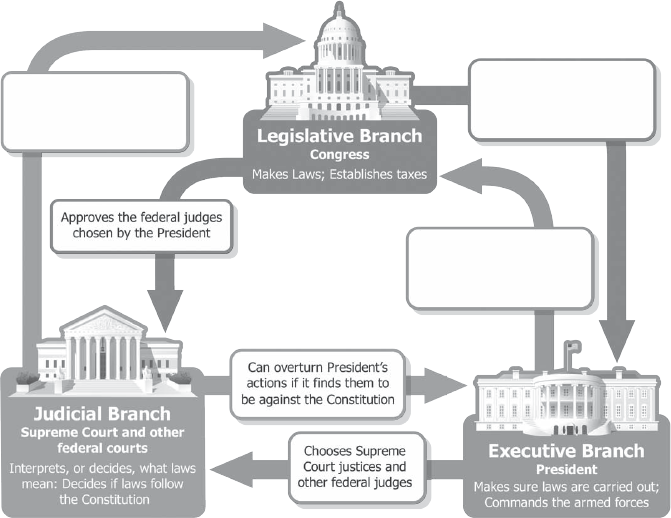 Legislative Branch
Congress
Makes Laws; Establishes taxes
Approves the federal judges
chosen by the President
Can overturn President's
actions if it finds them to
be against the Constitution
Judicial Branch
Supreme Court and other
federal courts
Interprets, or decides, what laws
mean: Decides if laws follow
the Constitution
Chooses Supreme
Court justices and
other federal judges
Executive Branch
President
Makes sure laws are carried out;
Commands the armed forces